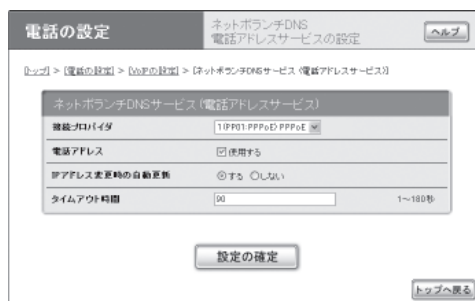 電話の設定
ネットボランチDNS
電話アドレスサービスの設定
ヘルプ
[トップ] > [電話の設定] > [VoIPの設定] > [ネットボランチDNSサービス(電話アドレスサービス)]
ネットボランチDNSサービス(電話アドレスサービス)
接続プロバイダ
1(PP01:PPPoE) PPPoE
電話アドレス
使用する
IPアドレス変更時の自動更新
する しない
タイムアウト時間
90
1~180秒
設定の確定
トップへ戻る